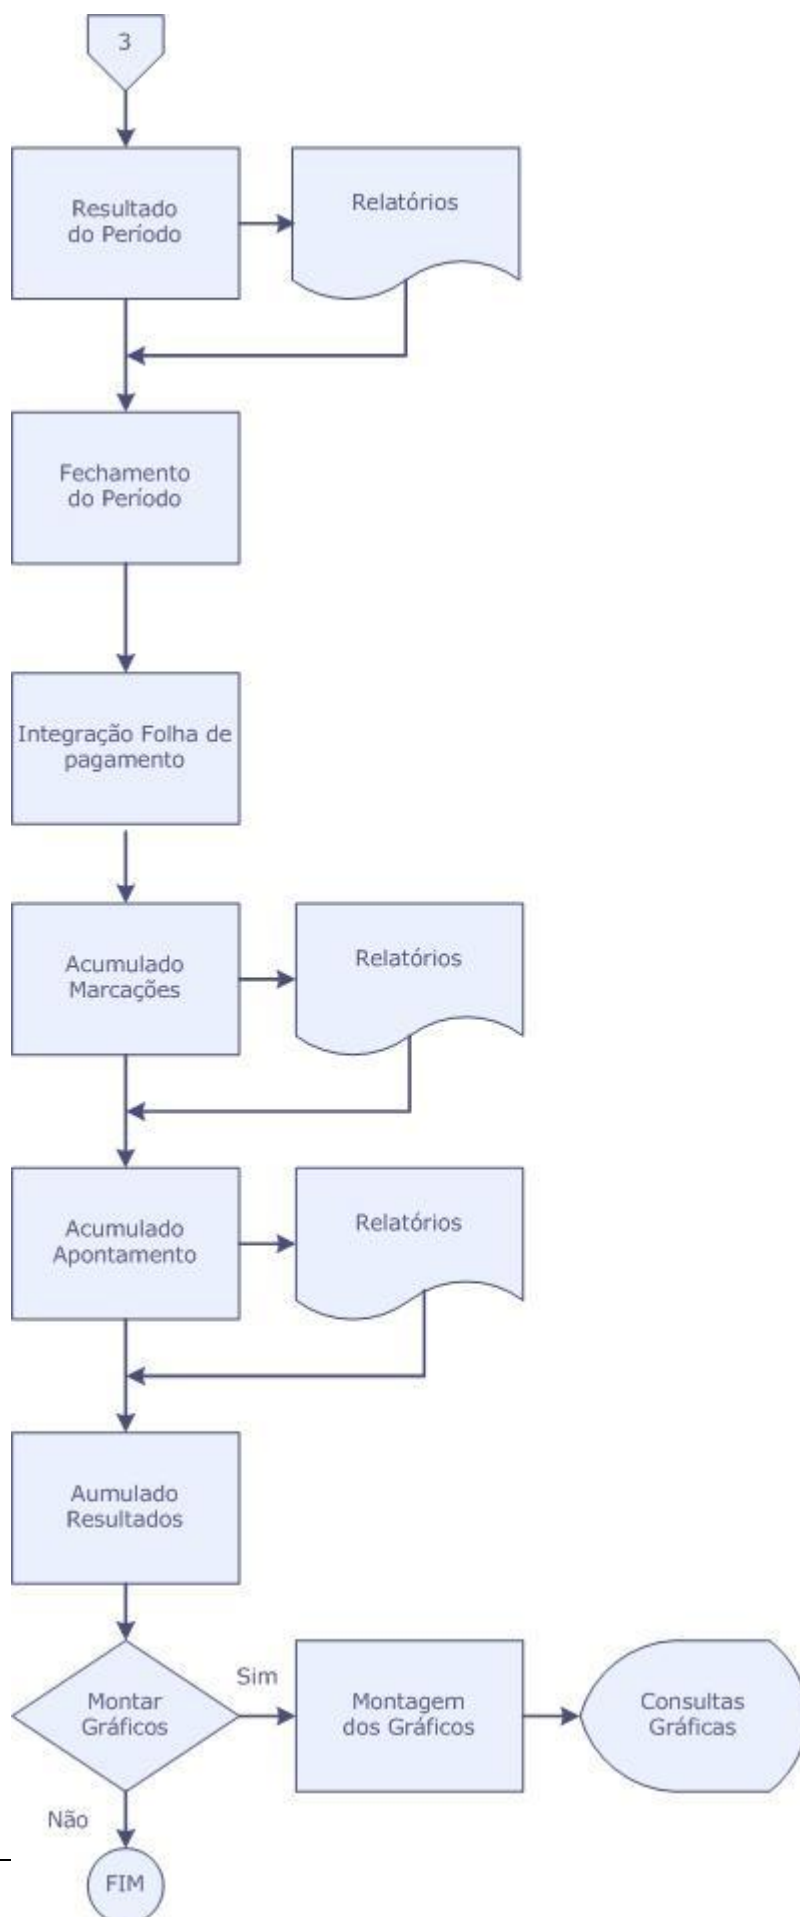 3
Resultado
do Período
Relatórios
Fechamento
do Período
Integração Folha de
pagamento
Acumulado
Marcações
Relatórios
Acumulado
Apontamento
Relatórios
Aumulado
Resultados
Montar
Gráficos
Sim
Montagem
dos Gráficos
Consultas
Gráficas
Não
FIM